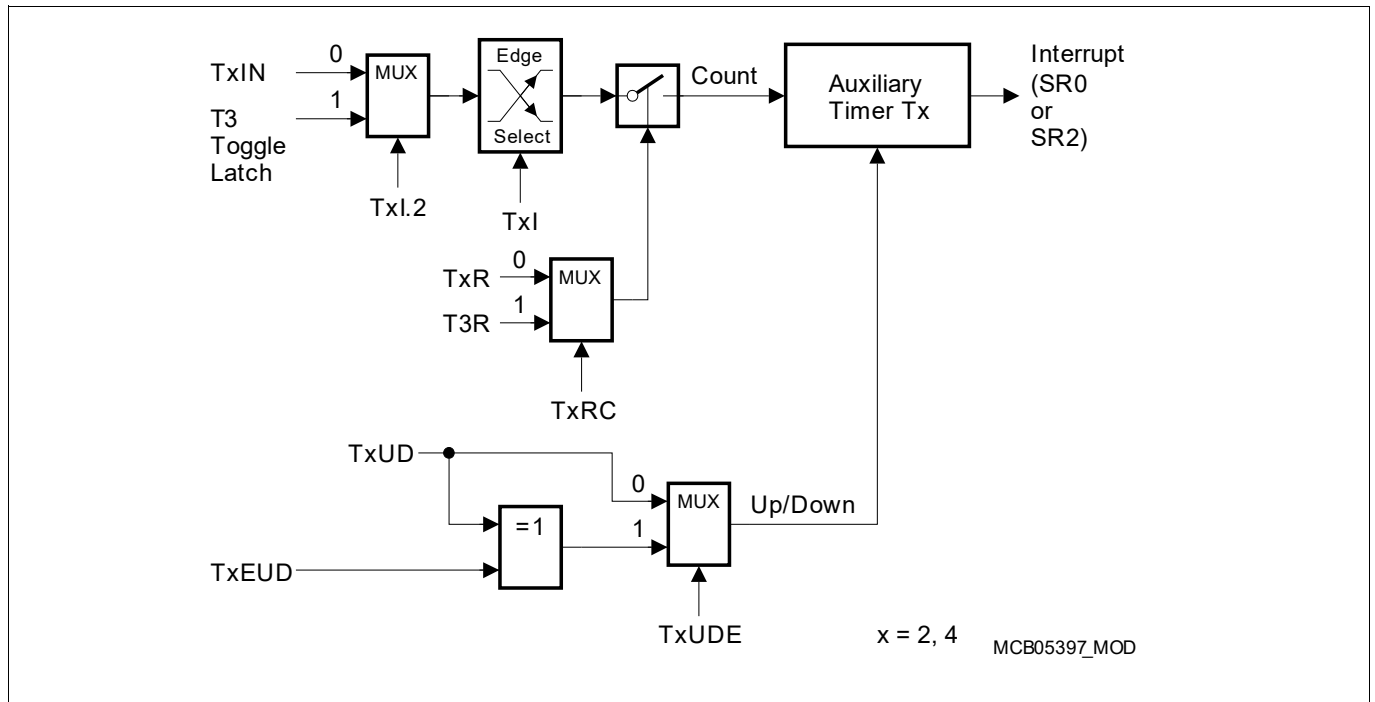 TxIN
0
MUX
T3
Toggle
Latch
1
TxI.2
Edge
Select
TxI
Count
Auxiliary
Timer Tx
Interrupt
(SR0
or
SR2)
TxR
0
MUX
T3R
1
TxRC
TxUD
0
MUX
Up/Down
=1
1
TxEUD
TxUDE
x = 2, 4
MCB05397_MOD